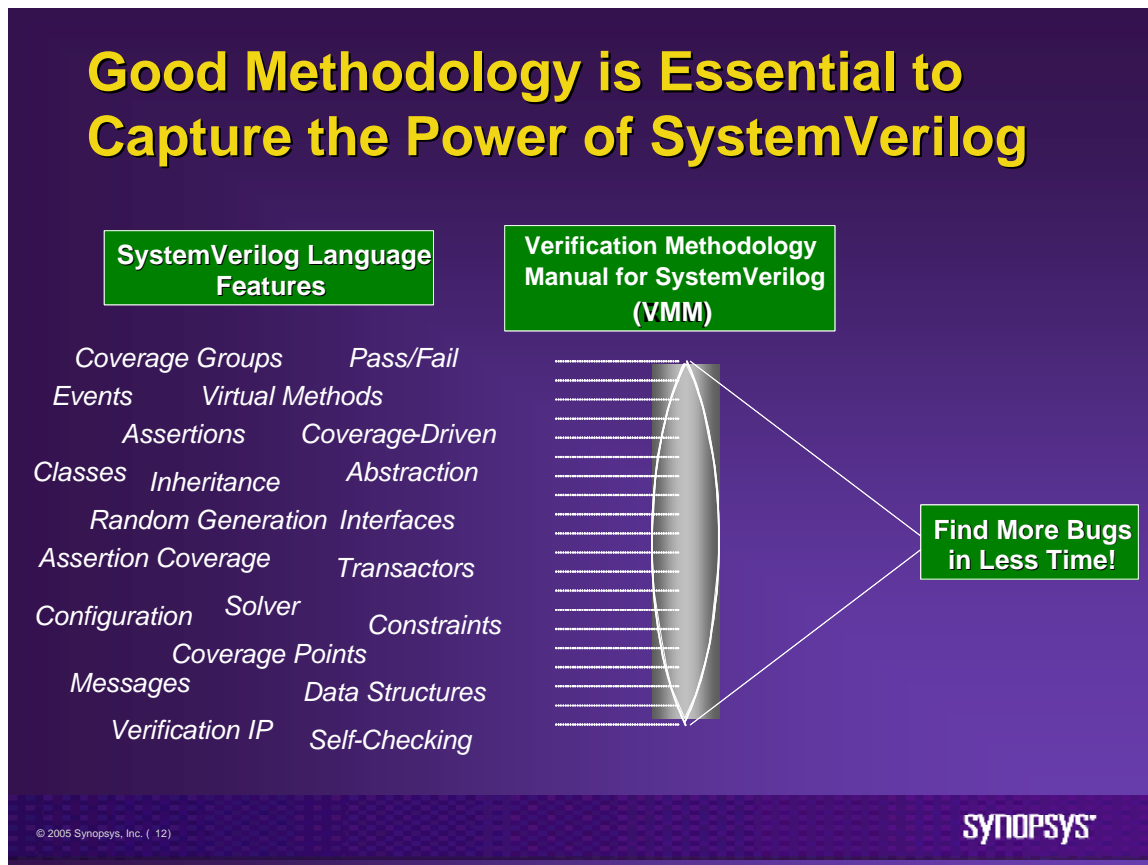 Good Methodology is Essential to
Capture the Power of SystemVerilog
SystemVerilog Language
Features
Verification Methodology
Manual for SystemVerilog
(VMM)
Coverage Groups Pass/Fail
Events Virtual Methods
Assertions Coverage-Driven
Classes Inheritance Abstraction
Random Generation Interfaces
Assertion Coverage Transactors
Configuration Solver Constraints
Coverage Points
Messages Data Structures
Verification IP Self-Checking
Find More Bugs
in Less Time!
© 2005 Synopsys, Inc. ( 12)
SYNOPSYS